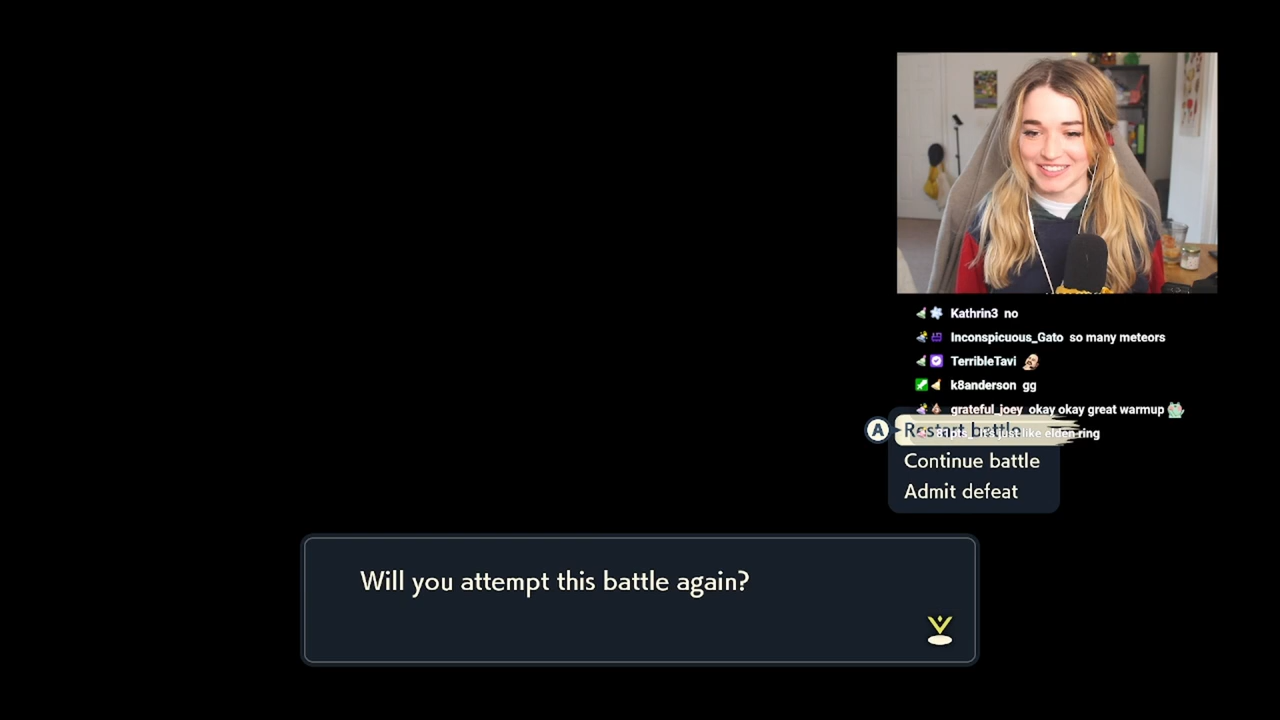 Kathrin3 no
Inconspicuous_Gato so many meteors
TerribleTavi
k8anderson gg
grateful_joey okay okay great warmup
A Restart battle
it's just like elden ring
Continue battle
Admit defeat
Will you attempt this battle again?